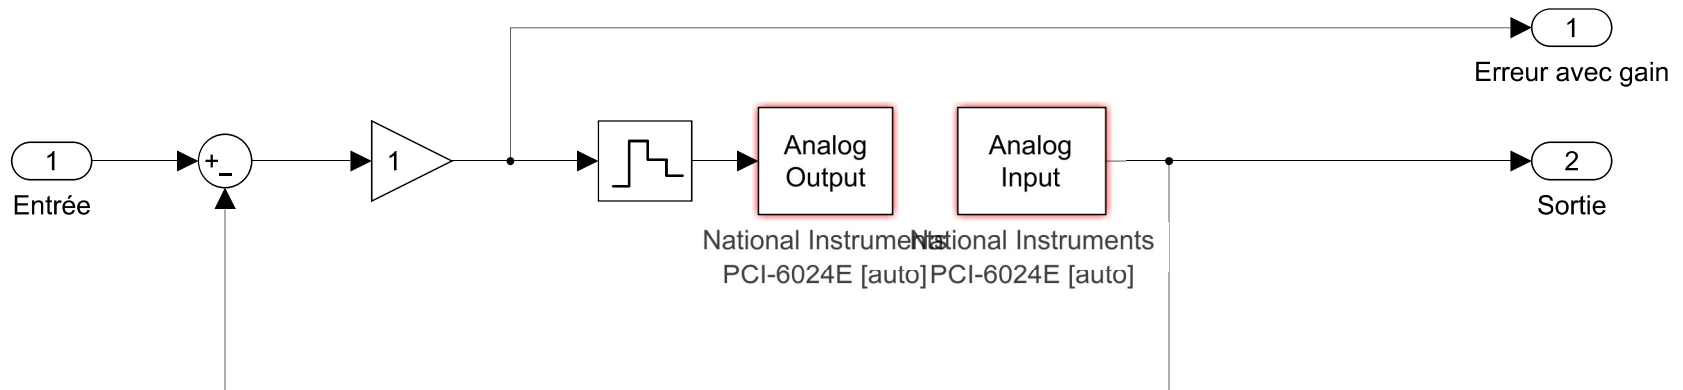 1
Erreur avec gain
1
Entrée
+
−
1
Analog
Output
National Instruments
PCI-6024E [auto]
Analog
Input
National Instruments
PCI-6024E [auto]
2
Sortie